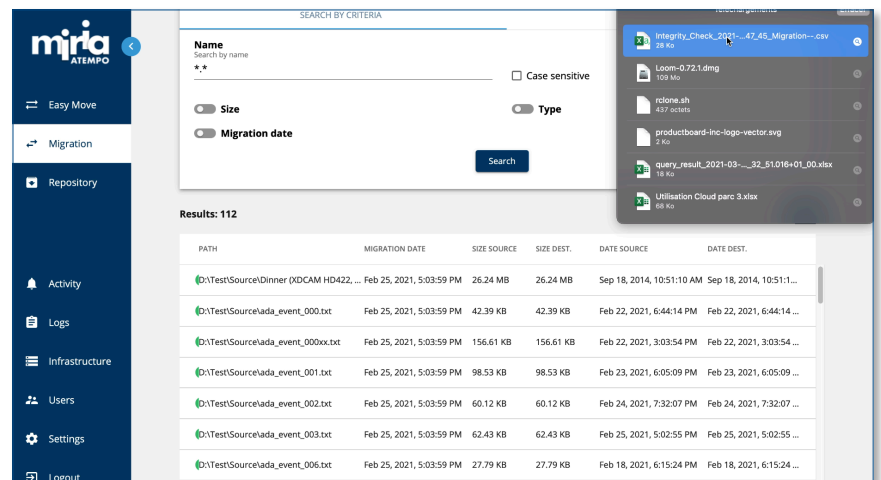 miria
ATEMPO
Easy Move
Migration
Repository
Activity
Logs
Infrastructure
Users
Settings
Logout
SEARCH BY CRITERIA
Name
Search by name
*.*
Case sensitive
Size
Type
Migration date
Search
Téléchargements
Effacer
Integrity_Check_2021-...47_45_Migration--.csv
28 Ko
Loom-0.72.1.dmg
109 Mo
rclone.sh
437 octets
productboard-inc-logo-vector.svg
2 Ko
query_result_2021-03-..._32_51.016+01_00.xlsx
18 Ko
Utilisation Cloud parc 3.xlsx
68 Ko
Results: 112
PATH MIGRATION DATE SIZE SOURCE SIZE DEST. DATE SOURCE DATE DEST.
D:\Test\Source\Dinner (XDCAM HD422, ... Feb 25, 2021, 5:03:59 PM 26.24 MB 26.24 MB Sep 18, 2014, 10:51:10 AM Sep 18, 2014, 10:51:1...
D:\Test\Source\ada_event_000.txt Feb 25, 2021, 5:03:59 PM 42.39 KB 42.39 KB Feb 22, 2021, 6:44:14 PM Feb 22, 2021, 6:44:14 ...
D:\Test\Source\ada_event_000xx.txt Feb 25, 2021, 5:03:59 PM 156.61 KB 156.61 KB Feb 22, 2021, 3:03:54 PM Feb 22, 2021, 3:03:54 ...
D:\Test\Source\ada_event_001.txt Feb 25, 2021, 5:03:59 PM 98.53 KB 98.53 KB Feb 23, 2021, 6:05:09 PM Feb 23, 2021, 6:05:09 ...
D:\Test\Source\ada_event_002.txt Feb 25, 2021, 5:03:59 PM 60.12 KB 60.12 KB Feb 24, 2021, 7:32:07 PM Feb 24, 2021, 7:32:07 ...
D:\Test\Source\ada_event_003.txt Feb 25, 2021, 5:03:59 PM 62.43 KB 62.43 KB Feb 25, 2021, 5:02:55 PM Feb 25, 2021, 5:02:55 ...
D:\Test\Source\ada_event_006.txt Feb 25, 2021, 5:03:59 PM 27.79 KB 27.79 KB Feb 18, 2021, 6:15:24 PM Feb 18, 2021, 6:15:24 ...